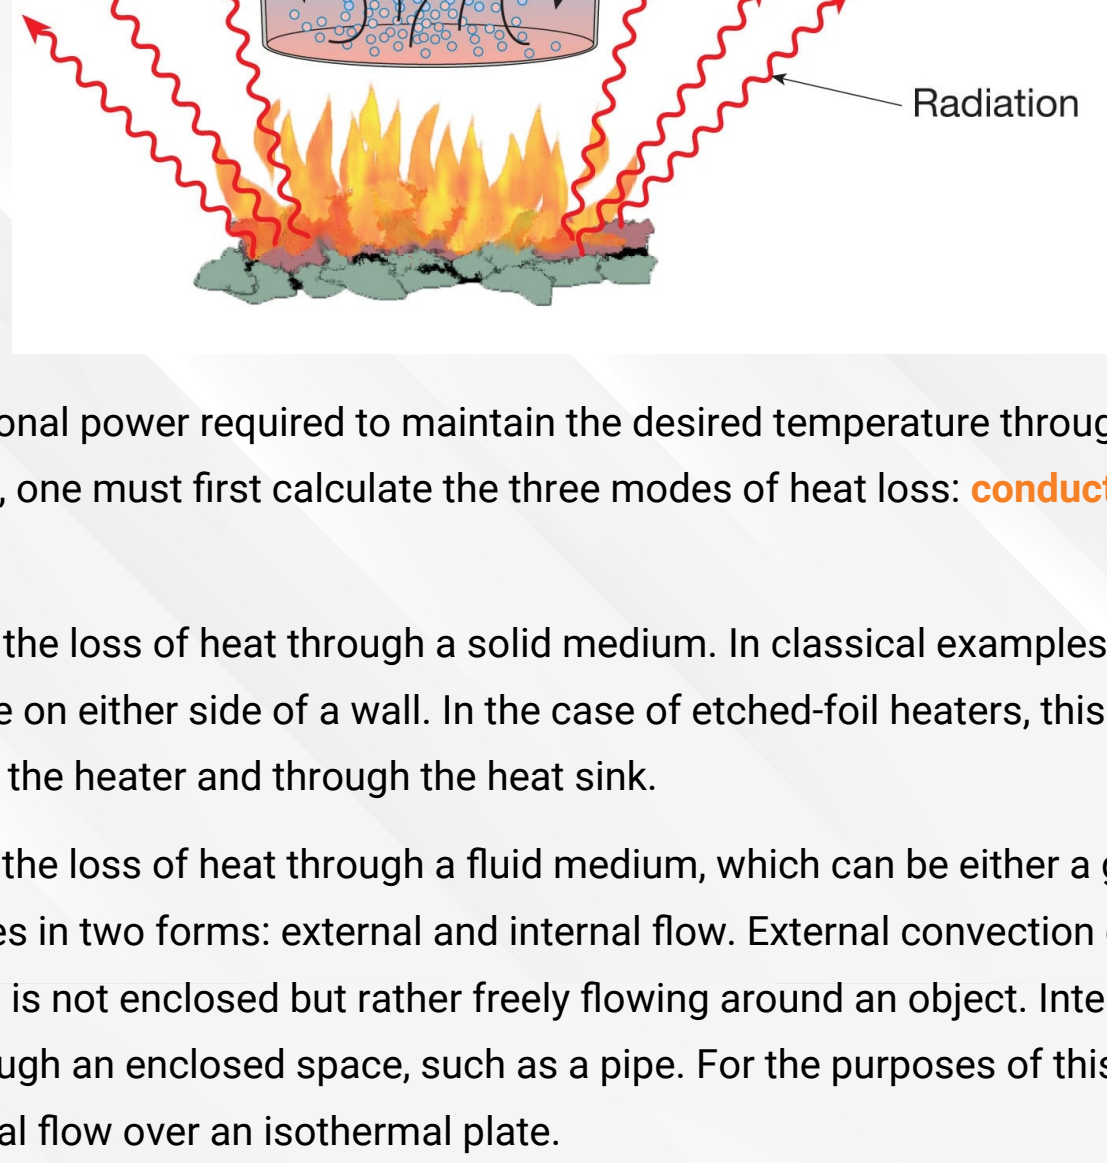 Radiation
onal power required to maintain the desired temperature throug
, one must first calculate the three modes of heat loss: conduct
the loss of heat through a solid medium. In classical examples
e on either side of a wall. In the case of etched-foil heaters, this
the heater and through the heat sink.
the loss of heat through a fluid medium, which can be either a g
es in two forms: external and internal flow. External convection
is not enclosed but rather freely flowing around an object. Inte
ugh an enclosed space, such as a pipe. For the purposes of this
al flow over an isothermal plate.